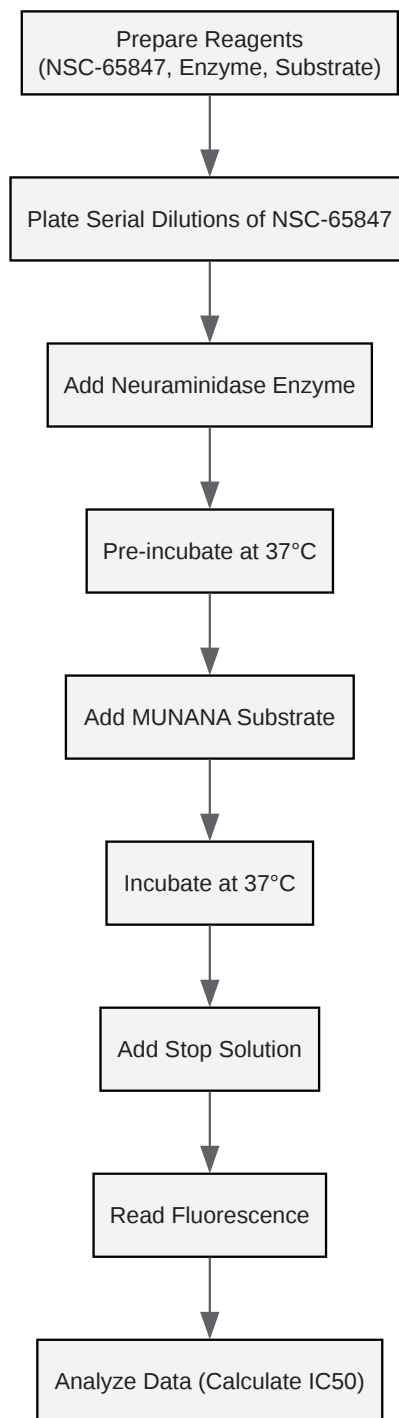 Prepare Reagents
(NSC-65847, Enzyme, Substrate)
Plate Serial Dilutions of NSC-65847
Add Neuraminidase Enzyme
Pre-incubate at 37°C
Add MUNANA Substrate
Incubate at 37°C
Add Stop Solution
Read Fluorescence
Analyze Data (Calculate IC50)